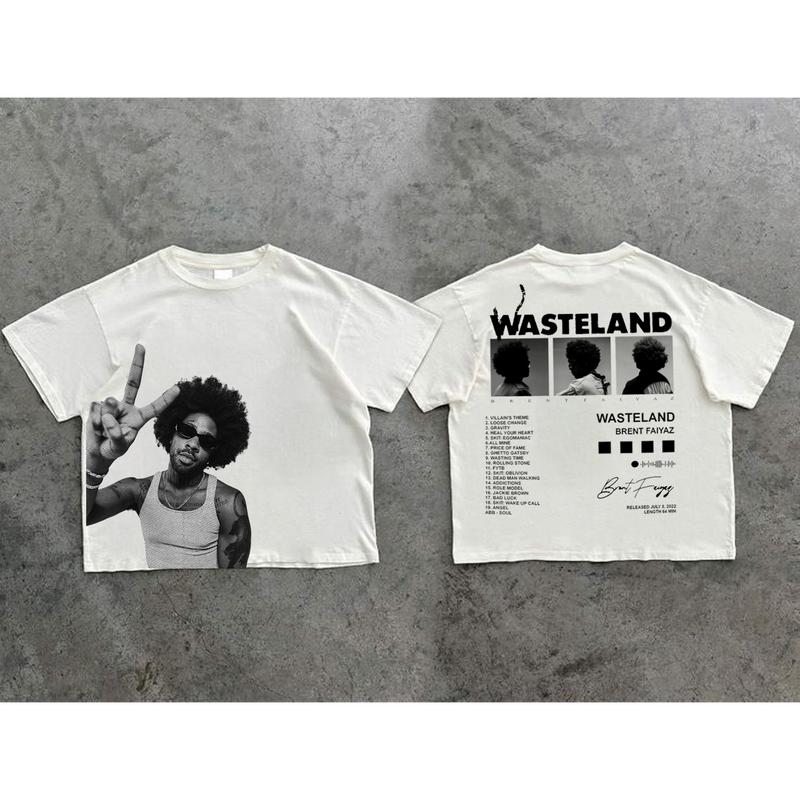 WASTELAND
BRENT FAIYAZ
1. VILLAIN'S THEME
2. LOOSE CHANGE
3. GRAVITY
4. HEAL YOUR HEART
5. SKIT: EGOMANIAC
6.ALL MINE
7. PRICE OF FAME
8. GHETTO GATSBY
9. WASTING TIME
10. ROLLING STONE
11. FYTB
12. SKIT: OBLIVION
13. DEAD MAN WALKING
14. ADDICTIONS
15. ROLE MODEL
16. JACKIE BROWN
17. BAD LUCK
18. SKIT: WAKE UP CALL
19. ANGEL
ABB - SOUL
WASTELAND
BRENT FAIYAZ
Brent Faiyaz
RELEASED JULY 8, 2022
LENGTH 64 MIN